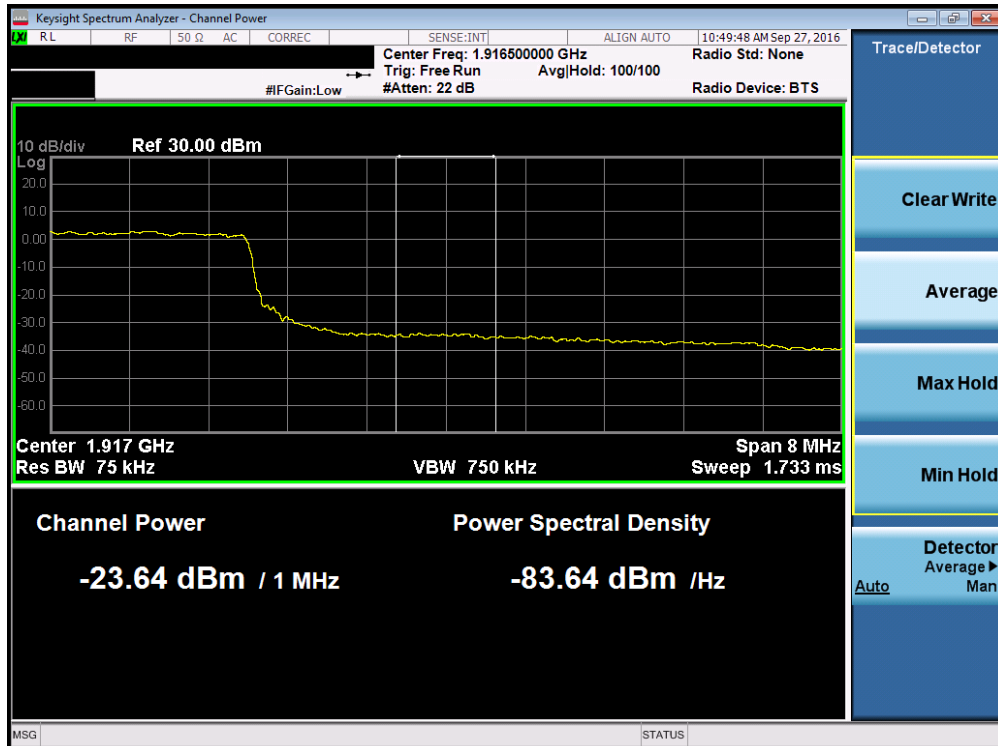 Keysight Spectrum Analyzer - Channel Power
LXI RL RF 50 Ω AC CORREC SENSE:INT ALIGN AUTO 10:49:48 AM Sep 27, 2016
Center Freq: 1.916500000 GHz Radio Std: None
Trig: Free Run Avg|Hold: 100/100
#IFGain:Low #Atten: 22 dB Radio Device: BTS
10 dB/div Ref 30.00 dBm
Log
20.0
10.0
0.00
-10.0
-20.0
-30.0
-40.0
-50.0
-60.0
Center 1.917 GHz Span 8 MHz
Res BW 75 kHz VBW 750 kHz Sweep 1.733 ms
Channel Power Power Spectral Density
-23.64 dBm / 1 MHz -83.64 dBm /Hz
MSG STATUS
Trace/Detector
Clear Write
Average
Max Hold
Min Hold
Detector
Average
Auto Man